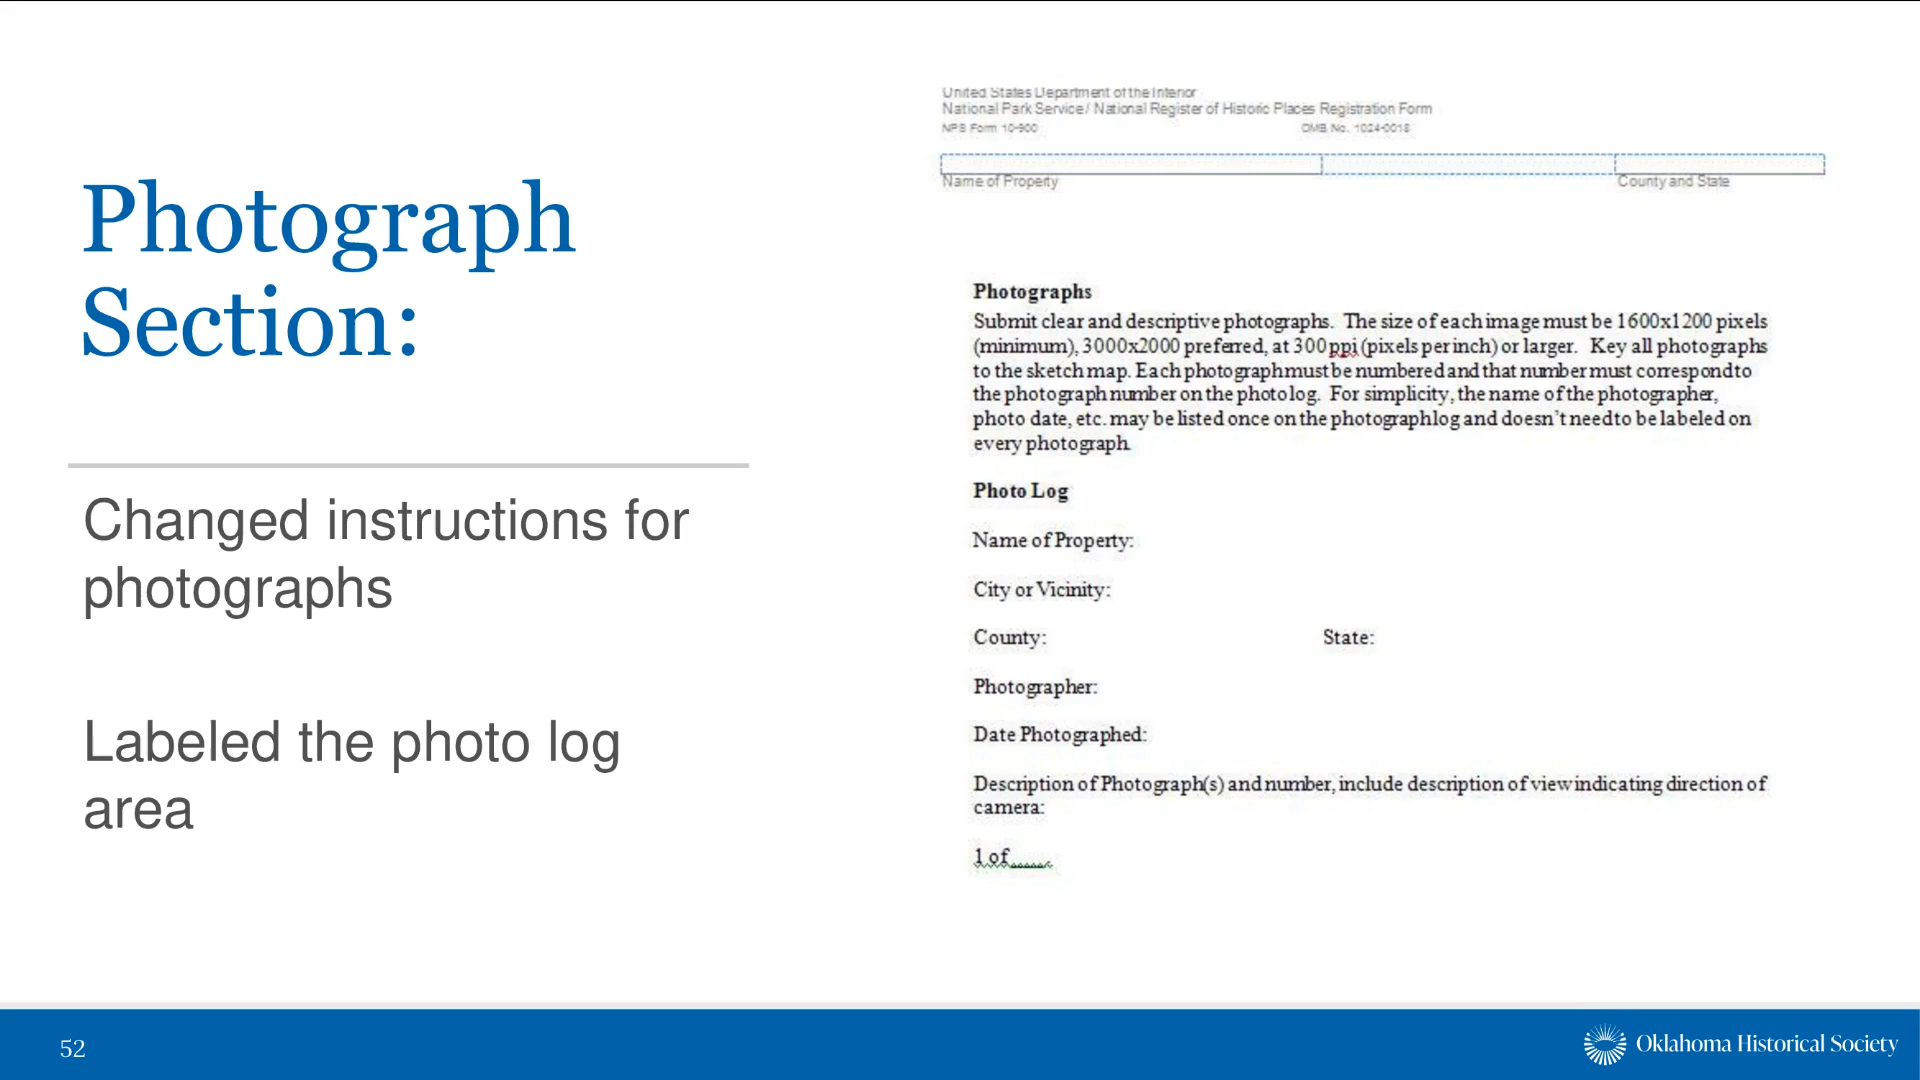 Photograph
Section:
Changed instructions for
photographs
Labeled the photo log
area
United States Department of the Interior
National Park Service / National Register of Historic Places Registration Form
NPS Form 10-900 OMB No. 1024-0018
Name of Property County and State
Photographs
Submit clear and descriptive photographs. The size of each image must be 1600x1200 pixels
(minimum), 3000x2000 preferred, at 300 ppi (pixels per inch) or larger. Key all photographs
to the sketch map. Each photograph must be numbered and that number must correspond to
the photograph number on the photo log. For simplicity, the name of the photographer,
photo date, etc. may be listed once on the photograph log and doesn't need to be labeled on
every photograph.
Photo Log
Name of Property:
City or Vicinity:
County: State:
Photographer:
Date Photographed:
Description of Photograph(s) and number, include description of view indicating direction of
camera:
1 of ___.
52
Oklahoma Historical Society